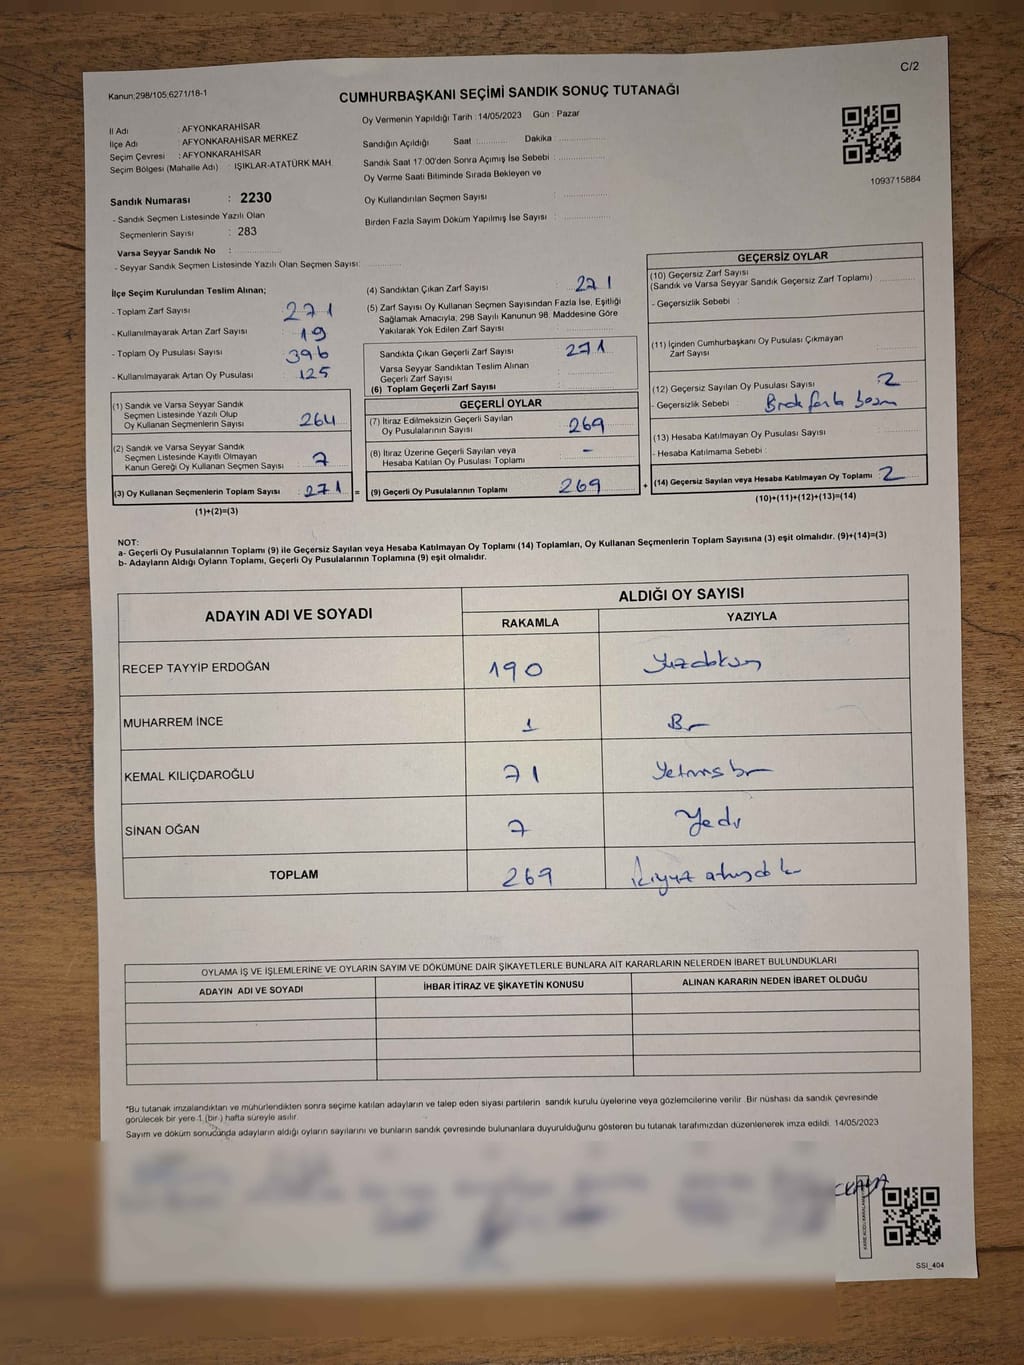 C/2
Kanun;298/105;6271/18-1
CUMHURBAŞKANI SEÇİMİ SANDIK SONUÇ TUTANAĞI
İl Adı : AFYONKARAHİSAR
İlçe Adı : AFYONKARAHİSAR MERKEZ
Seçim Çevresi : AFYONKARAHİSAR
Seçim Bölgesi (Mahalle Adı) : IŞIKLAR-ATATÜRK MAH.
Sandık Numarası : 2230
- Sandık Seçmen Listesinde Yazılı Olan
Seçmenlerin Sayısı : 283
Varsa Seyyar Sandık No :
- Seyyar Sandık Seçmen Listesinde Yazılı Olan Seçmen Sayısı:
Oy Vermenin Yapıldığı Tarih : 14/05/2023 Gün : Pazar
Sandığın Açıldığı Saat Dakika
Sandık Saat 17:00'den Sonra Açımış İse Sebebi :
Oy Verme Saati Bitiminde Sırada Bekleyen ve
Oy Kullandırılan Seçmen Sayısı :
Birden Fazla Sayım Döküm Yapılmış İse Sayısı :
1093715884
İlçe Seçim Kurulundan Teslim Alınan;
- Toplam Zarf Sayısı : 271
- Kullanılmayarak Artan Zarf Sayısı : 19
- Toplam Oy Pusulası Sayısı : 396
- Kullanılmayarak Artan Oy Pusulası : 125
(1) Sandık ve Varsa Seyyar Sandık
Seçmen Listesinde Yazılı Olup
Oy Kullanan Seçmenlerin Sayısı : 264
(2) Sandık ve Varsa Seyyar Sandık
Seçmen Listesinde Kayıtlı Olmayan
Kanun Gereği Oy Kullanan Seçmen Sayısı : 7
(3) Oy Kullanan Seçmenlerin Toplam Sayısı : 271 =
(1)+(2)=(3)
(4) Sandıktan Çıkan Zarf Sayısı : 271
(5) Zarf Sayısı Oy Kullanan Seçmen Sayısından Fazla İse, Eşitliği
Sağlamak Amacıyla; 298 Sayılı Kanunun 98. Maddesine Göre
Yakılarak Yok Edilen Zarf Sayısı :
Sandıkta Çıkan Geçerli Zarf Sayısı : 271
Varsa Seyyar Sandıktan Teslim Alınan
Geçerli Zarf Sayısı :
(6) Toplam Geçerli Zarf Sayısı :
GEÇERLİ OYLAR
(7) İtiraz Edilmeksizin Geçerli Sayılan
Oy Pusulalarının Sayısı : 269
(8) İtiraz Üzerine Geçerli Sayılan veya
Hesaba Katılan Oy Pusulası Toplamı : -
(9) Geçerli Oy Pusulalarının Toplamı : 269 +
GEÇERSİZ OYLAR
(10) Geçersiz Zarf Sayısı
(Sandık ve Varsa Seyyar Sandık Geçersiz Zarf Toplamı) :
- Geçersizlik Sebebi :
(11) İçinden Cumhurbaşkanı Oy Pusulası Çıkmayan
Zarf Sayısı
(12) Geçersiz Sayılan Oy Pusulası Sayısı : 2
- Geçersizlik Sebebi :
(13) Hesaba Katılmayan Oy Pusulası Sayısı :
- Hesaba Katılmama Sebebi :
(14) Geçersiz Sayılan veya Hesaba Katılmayan Oy Toplamı : 2
(10)+(11)+(12)+(13)=(14)
NOT:
a- Geçerli Oy Pusulalarının Toplamı (9) ile Geçersiz Sayılan veya Hesaba Katılmayan Oy Toplamı (14) Toplamları, Oy Kullanan Seçmenlerin Toplam Sayısına (3) eşit olmalıdır. (9)+(14)=(3)
b- Adayların Aldığı Oyların Toplamı, Geçerli Oy Pusulalarının Toplamına (9) eşit olmalıdır.
ADAYIN ADI VE SOYADI ALDIĞI OY SAYISI
RAKAMLA YAZIYLA
RECEP TAYYİP ERDOĞAN 190
MUHARREM İNCE 1 Bir
KEMAL KILIÇDAROĞLU 71 Yetmiş bir
SİNAN OĞAN 7 Yedi
TOPLAM 269
OYLAMA İŞ VE İŞLEMLERİNE VE OYLARIN SAYIM VE DÖKÜMÜNE DAİR ŞİKAYETLERLE BUNLARA AİT KARARLARIN NELERDEN İBARET BULUNDUKLARI
ADAYIN ADI VE SOYADI İHBAR İTİRAZ VE ŞİKAYETİN KONUSU ALINAN KARARIN NEDEN İBARET OLDUĞU
*Bu tutanak imzalandıktan ve mühürlendikten sonra seçime katılan adayların ve talep eden siyasi partilerin sandık kurulu üyelerine veya gözlemcilerine verilir. Bir nüshası da sandık çevresinde
görülecek bir yere 1 (bir-) hafta süreyle asılır.
Sayım ve döküm sonucunda adayların aldığı oyların sayılarını ve bunların sandık çevresinde bulunanlara duyurulduğunu gösteren bu tutanak tarafımızdan düzenlenerek imza edildi. 14/05/2023
SSI_404